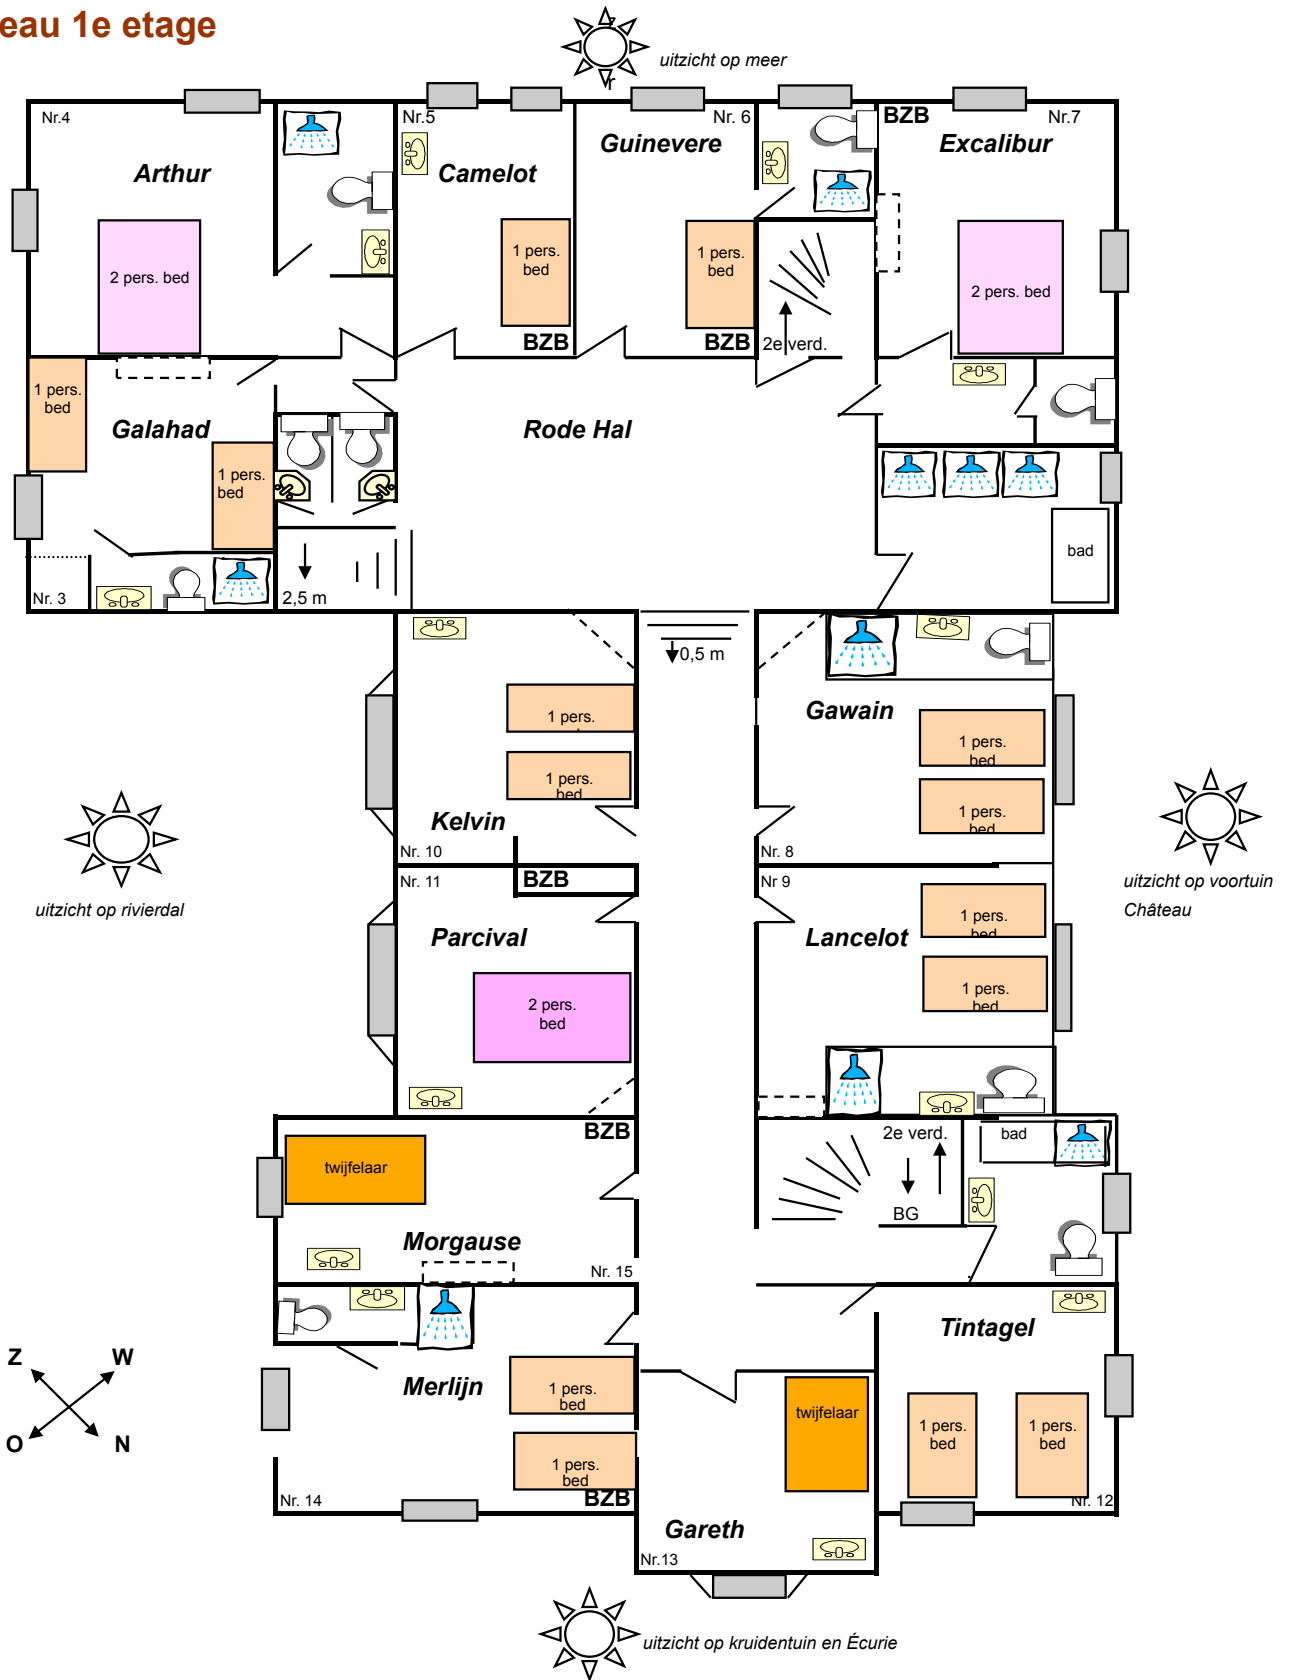 eau 1e etage
r
uitzicht op meer
Nr.4
Arthur
2 pers. bed
Nr.5
Camelot
1 pers.
bed
BZB
Guinevere
Nr. 6
1 pers.
bed
BZB
2e verd.
BZB
Excalibur
Nr.7
2 pers. bed
1 pers.
bed
Galahad
1 pers.
bed
Nr. 3
2,5 m
Rode Hal
bad
0,5 m
1 pers.
Kelvin
1 pers.
bed
Nr. 10
Gawain
1 pers.
bed
1 pers.
bed
Nr. 8
uitzicht op rivierdal
uitzicht op voortuin
Château
Nr. 11
BZB
Parcival
2 pers.
bed
Nr 9
Lancelot
1 pers.
bed
1 pers.
bed
BZB
twijfelaar
Morgause
Nr. 15
2e verd.
BG
bad
Merlijn
1 pers.
bed
1 pers.
bed
BZB
Nr. 14
Z
W
O
N
twijfelaar
Gareth
Nr.13
Tintagel
1 pers.
bed
1 pers.
bed
Nr. 12
uitzicht op kruidentuin en Écurie